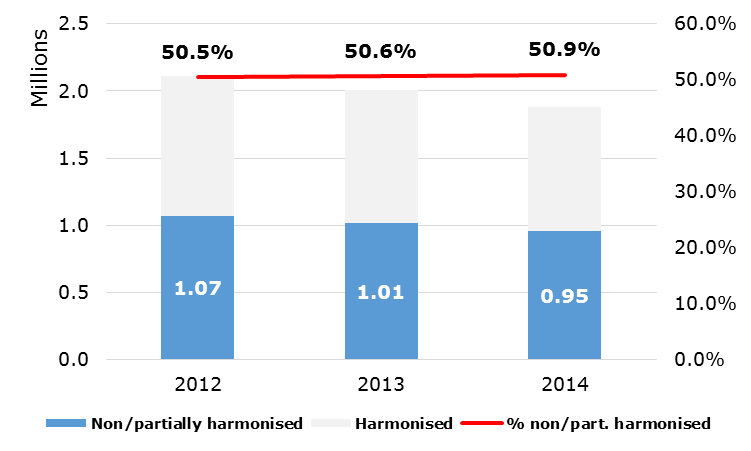 2.5 60.0%
50.5% 50.6% 50.9%
Millions
2.0 50.0%
40.0%
1.5
30.0%
1.0
20.0%
1.07 1.01 0.95
0.5
10.0%
0.0 0.0%
2012 2013 2014
Non/partially harmonised Harmonised % non/part. harmonised